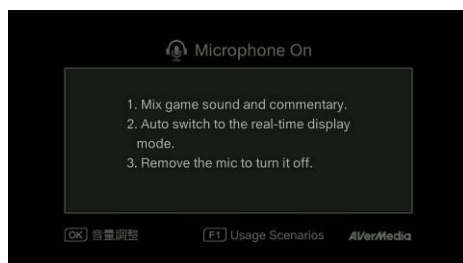 Microphone On
1. Mix game sound and commentary.
2. Auto switch to the real-time display
mode.
3. Remove the mic to turn it off.
OK 音量調整 F1 Usage Scenarios AVerMedia